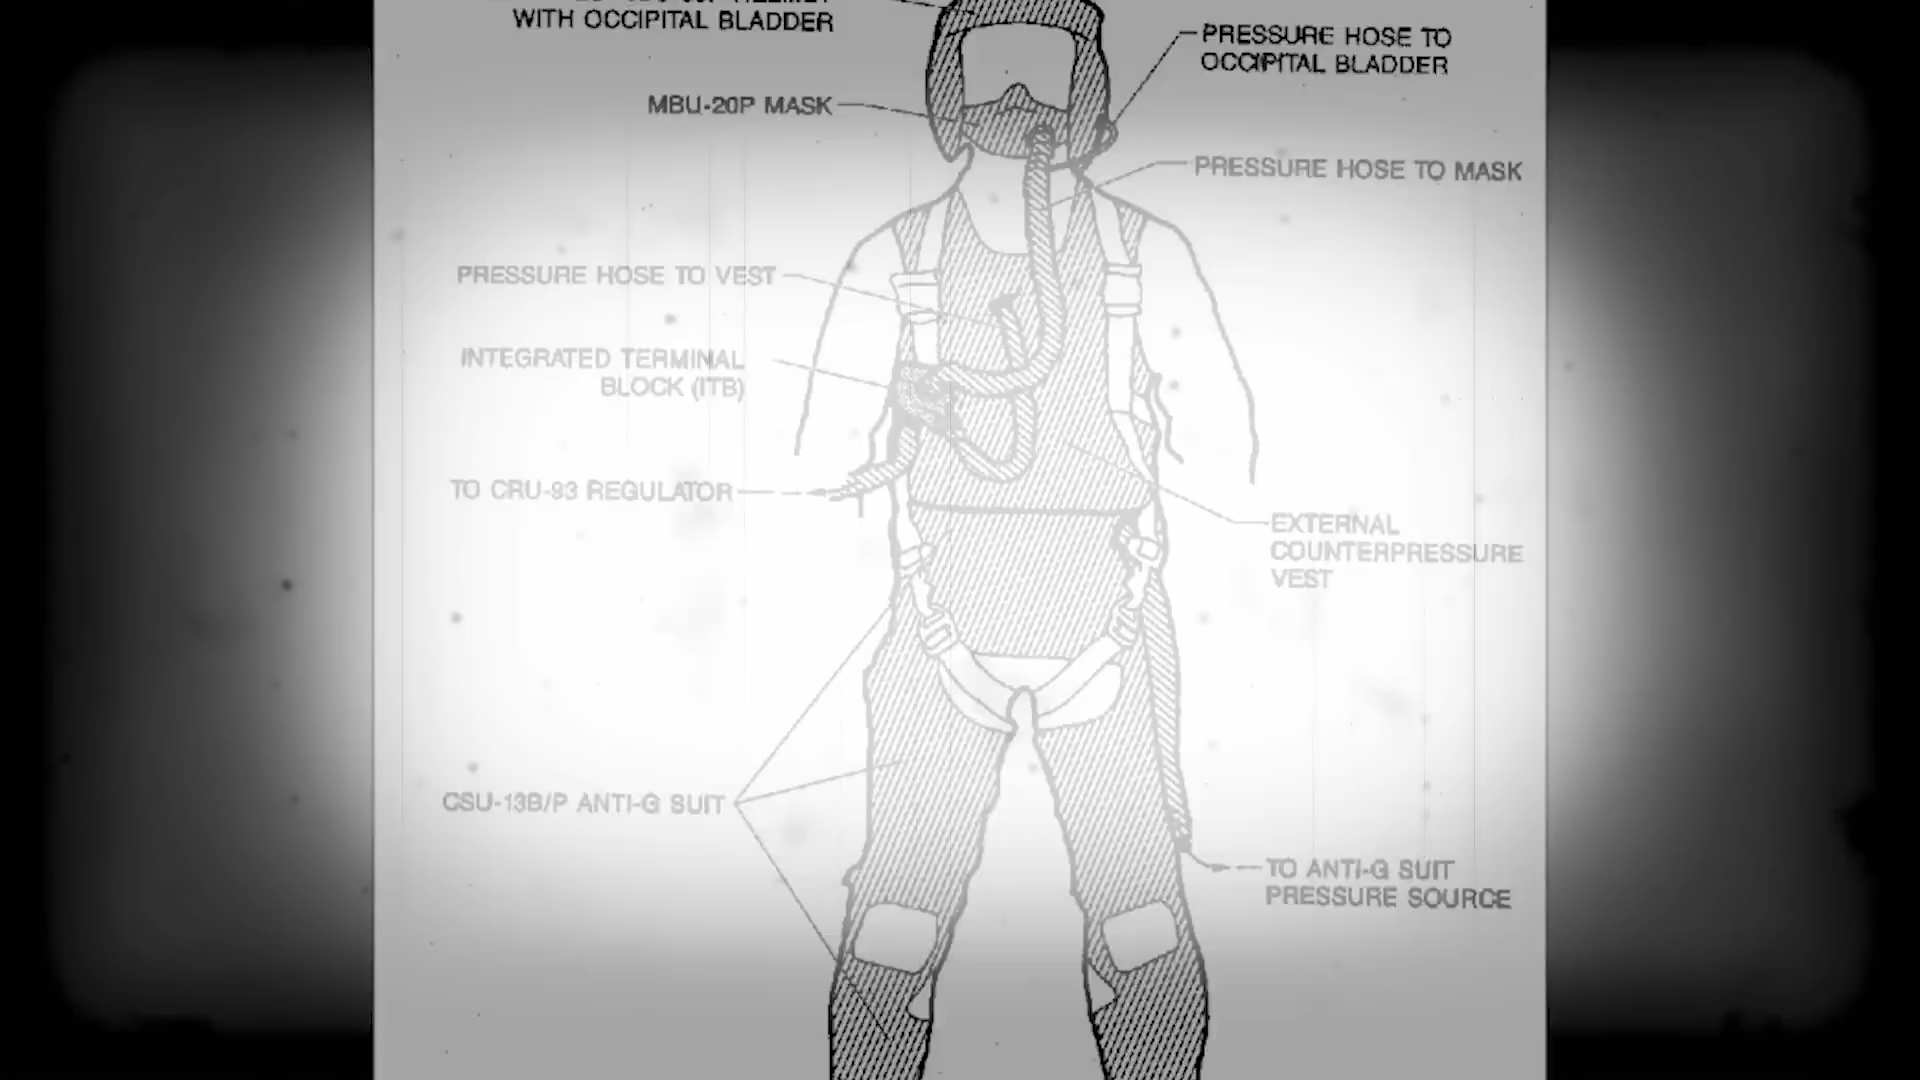 HELMET
WITH OCCIPITAL BLADDER
PRESSURE HOSE TO
OCCIPITAL BLADDER
MBU-20P MASK
PRESSURE HOSE TO MASK
PRESSURE HOSE TO VEST
INTEGRATED TERMINAL
BLOCK (ITB)
TO CRU-93 REGULATOR
EXTERNAL
COUNTERPRESSURE
VEST
CSU-13B/P ANTI-G SUIT
TO ANTI-G SUIT
PRESSURE SOURCE